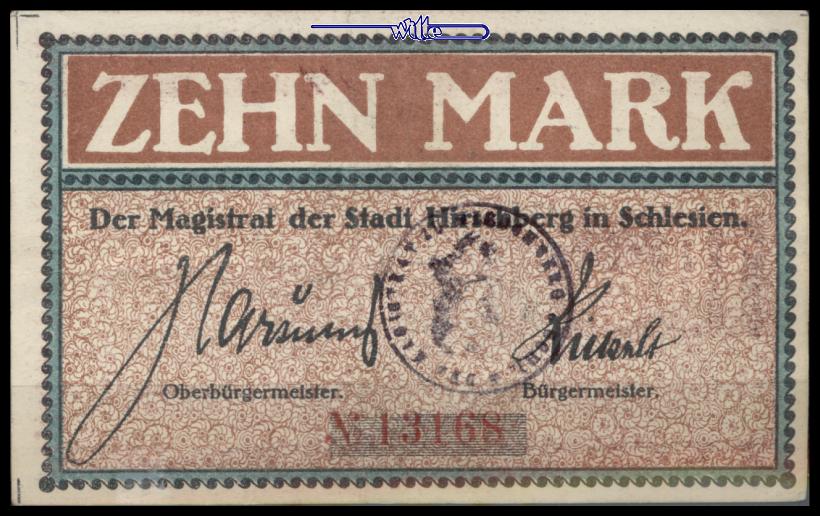 Wille
ZEHN MARK
Der Magistrat der Stadt Hirschberg in Schlesien.
Oberbürgermeister.
Bürgermeister.
№ 13168